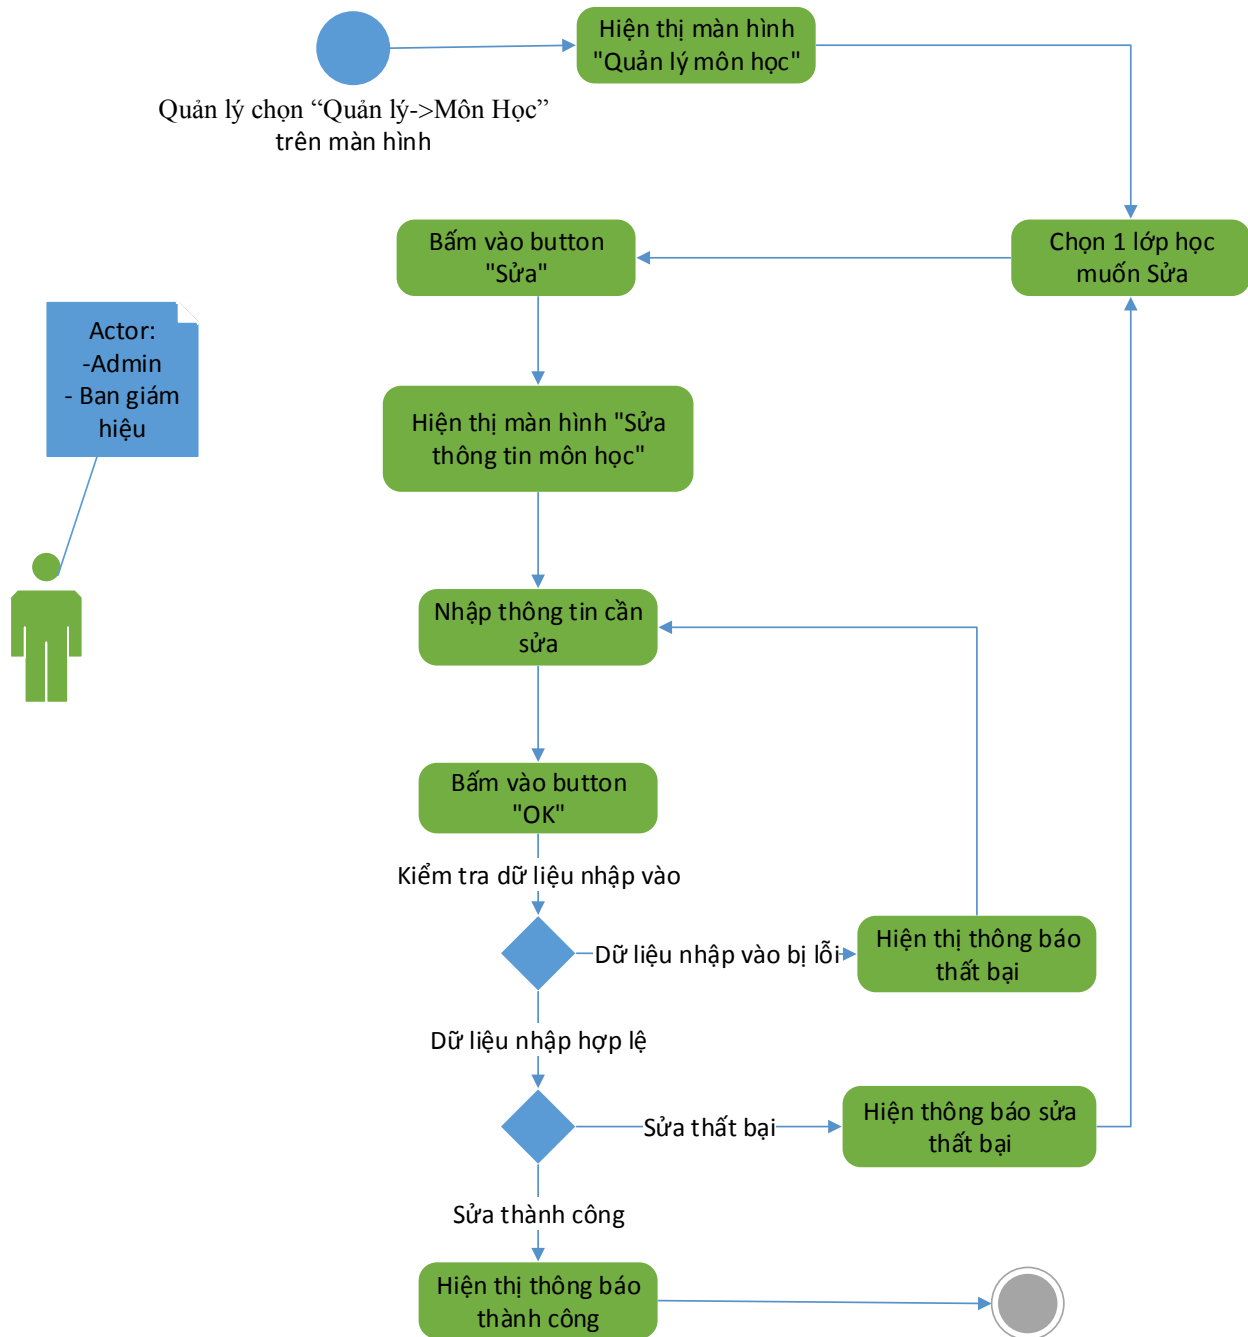 Hiện thị màn hình
"Quản lý môn học"
Quản lý chọn “Quản lý->Môn Học”
trên màn hình
Bấm vào button
"Sửa"
Chọn 1 lớp học
muốn Sửa
Actor:
-Admin
- Ban giám
hiệu
Hiện thị màn hình "Sửa
thông tin môn học"
Nhập thông tin cần
sửa
Bấm vào button
"OK"
Kiểm tra dữ liệu nhập vào
Dữ liệu nhập vào bị lỗi
Hiện thị thông báo
thất bại
Dữ liệu nhập hợp lệ
Sửa thất bại
Hiện thông báo sửa
thất bại
Sửa thành công
Hiện thị thông báo
thành công